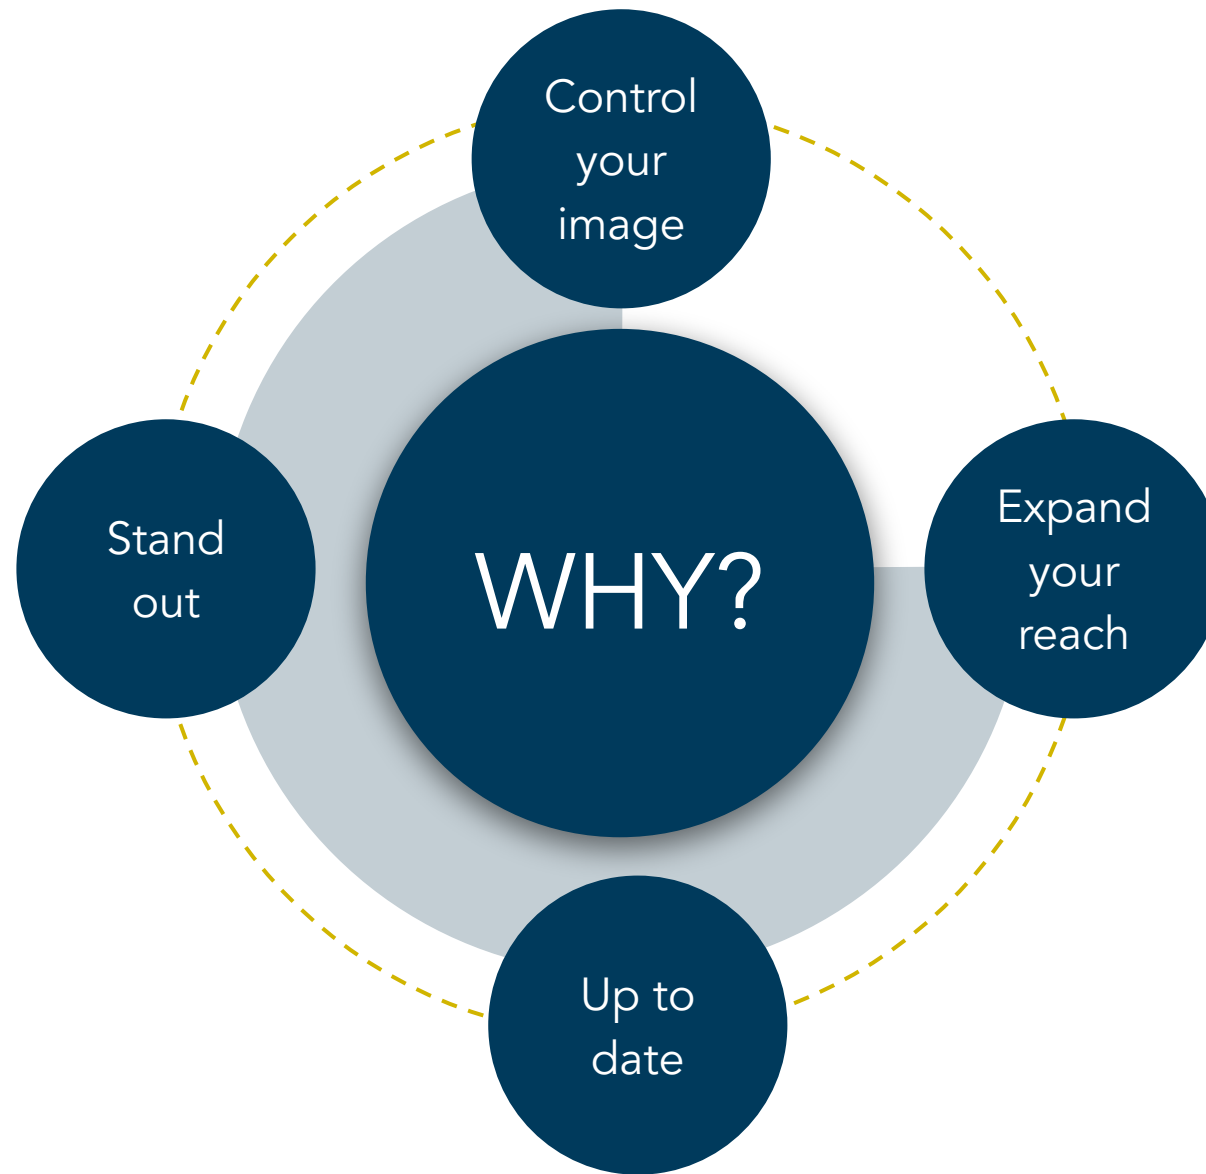 Control
your
image
Stand
out
WHY?
Expand
your
reach
Up to
date